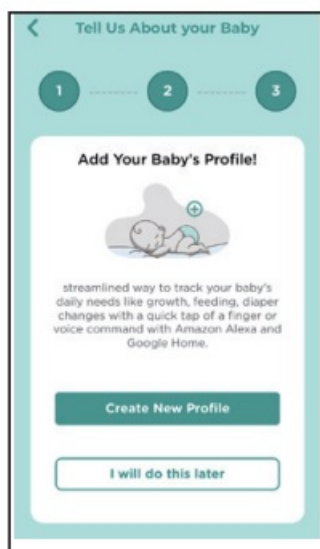 Tell Us About your Baby
1 2 3
Add Your Baby's Profile!
streamlined way to track your baby's
daily needs like growth, feeding, diaper
changes with a quick tap of a finger or
voice command with Amazon Alexa and
Google Home.
Create New Profile
I will do this later